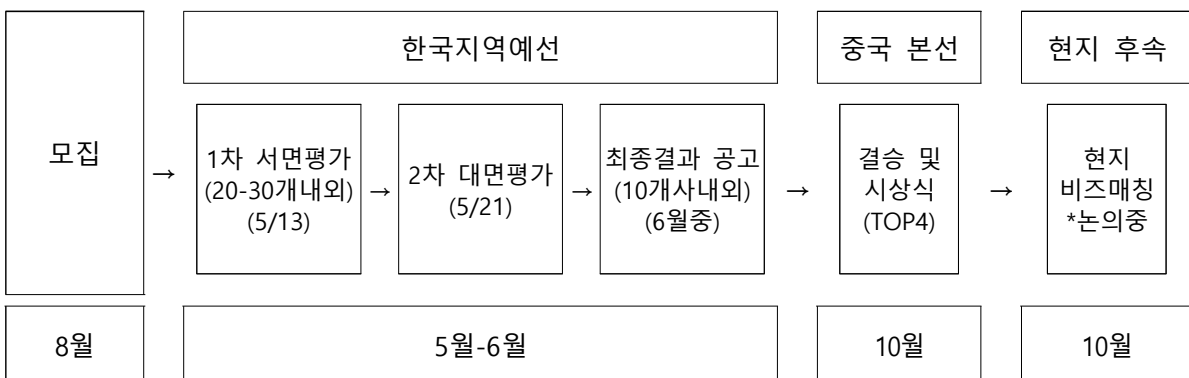 한국지역예선
중국 본선
현지 후속
모집
→
1차 서면평가
(20-30개내외)
(5/13)
→
2차 대면평가
(5/21)
→
최종결과 공고
(10개사내외)
(6월중)
→
결승 및
시상식
(TOP4)
→
현지
비즈매칭
*논의중
8월
5월-6월
10월
10월